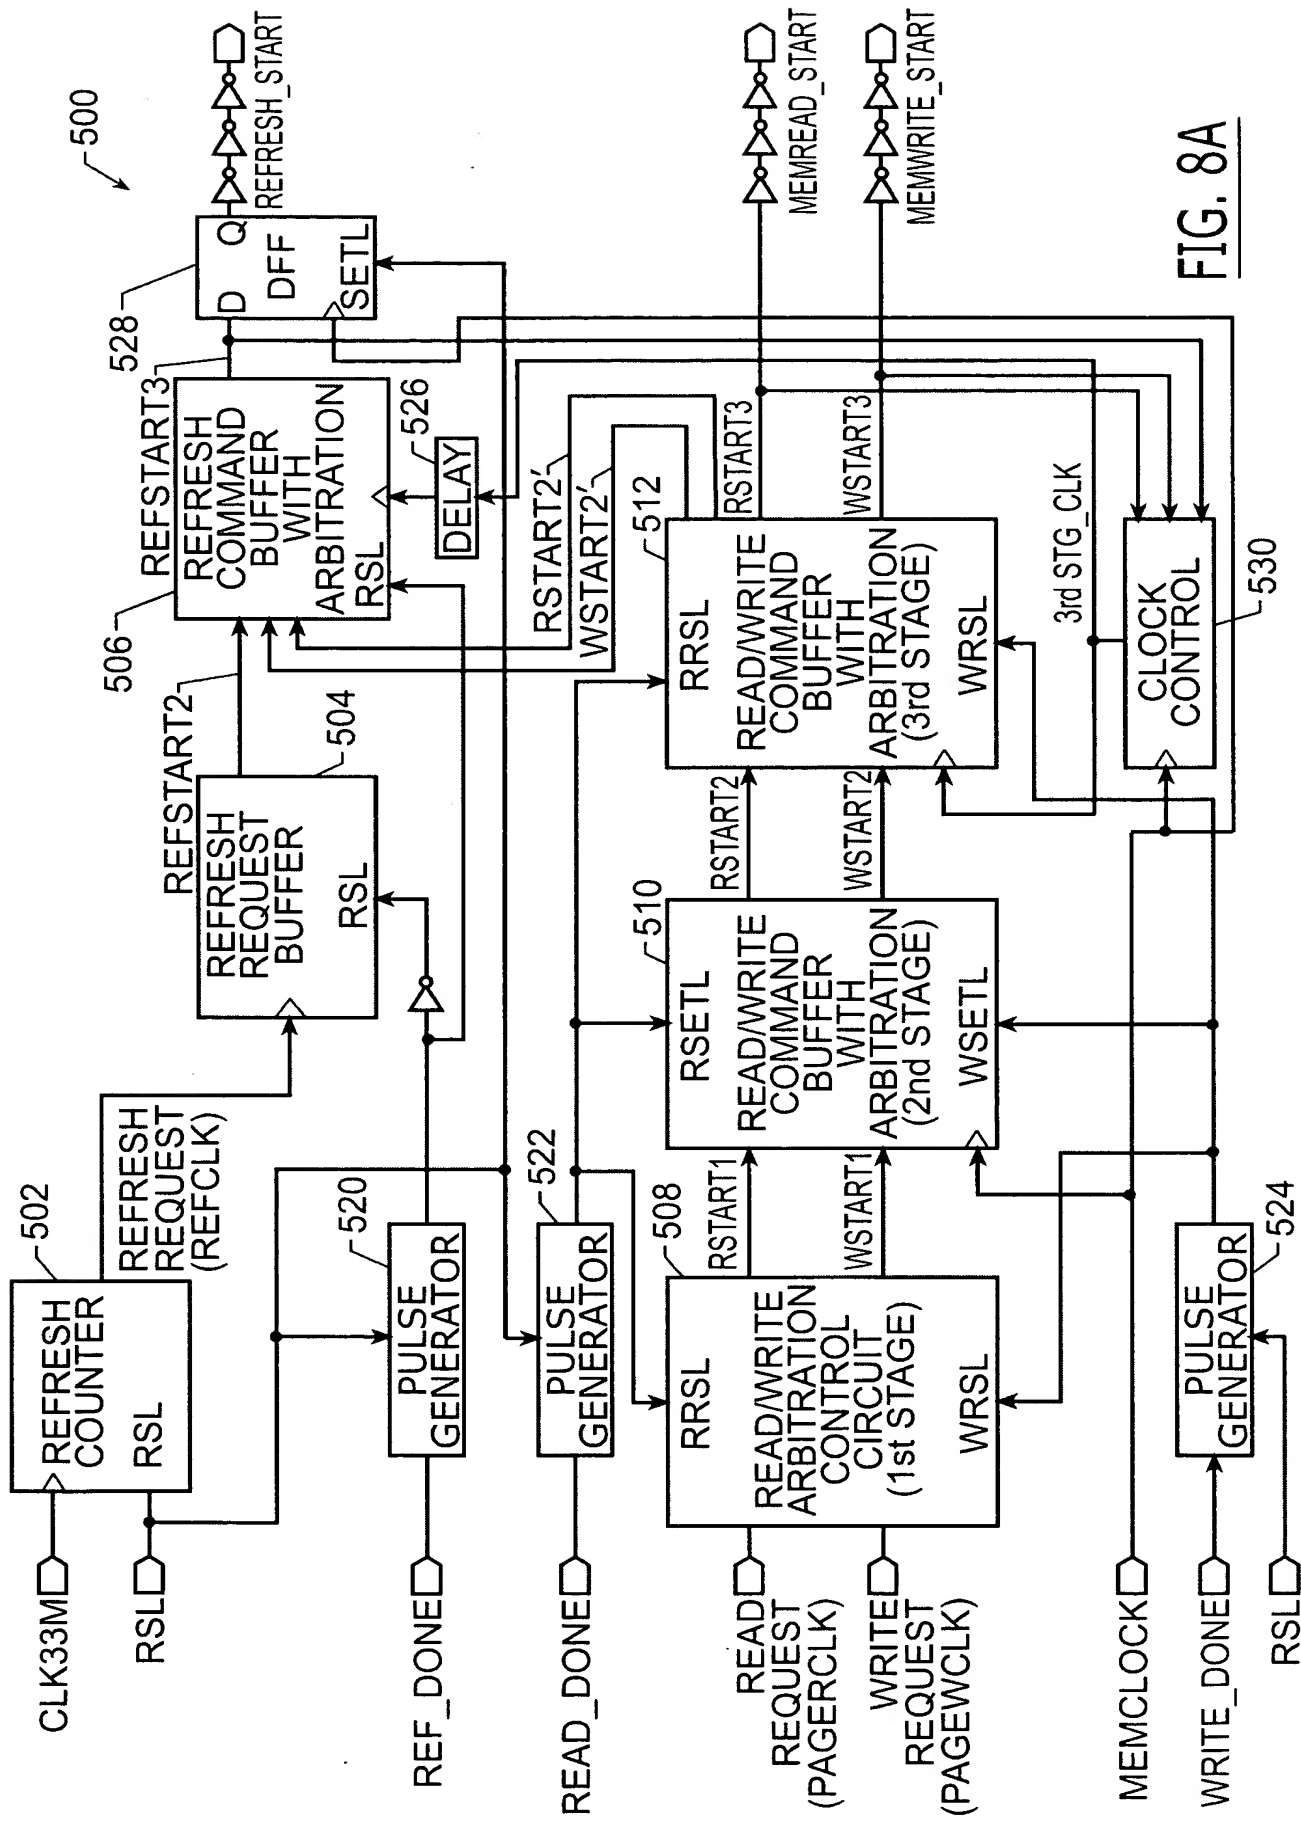 500
CLK33M
RSL
REFRESH
COUNTER
RSL
502
REFRESH
REQUEST
(REFCLK)
REFRESH
REQUEST
BUFFER
RSL
504
REFSTART2
506
REFRESH
COMMAND
BUFFER
WITH
ARBITRATION
RSL
REFSTART3
528
D
Q
DFF
SETL
REFRESH_START
REF_DONE
PULSE
GENERATOR
520
DELAY
526
RSTART2'
WSTART2'
READ_DONE
PULSE
GENERATOR
522
READ
REQUEST
(PAGERCLK)
WRITE
REQUEST
(PAGEWCLK)
508
RRSL
READ/WRITE
ARBITRATION
CONTROL
CIRCUIT
(1st STAGE)
WRSL
RSTART1
WSTART1
510
RSETL
READ/WRITE
COMMAND
BUFFER
WITH
ARBITRATION
(2nd STAGE)
WSETL
RSTART2
WSTART2
512
RRSL
READ/WRITE
COMMAND
BUFFER
WITH
ARBITRATION
(3rd STAGE)
WRSL
RSTART3
WSTART3
MEMREAD_START
MEMWRITE_START
3rd STG_CLK
MEMCLOCK
CLOCK
CONTROL
530
WRITE_DONE
RSL
PULSE
GENERATOR
524
FIG. 8A